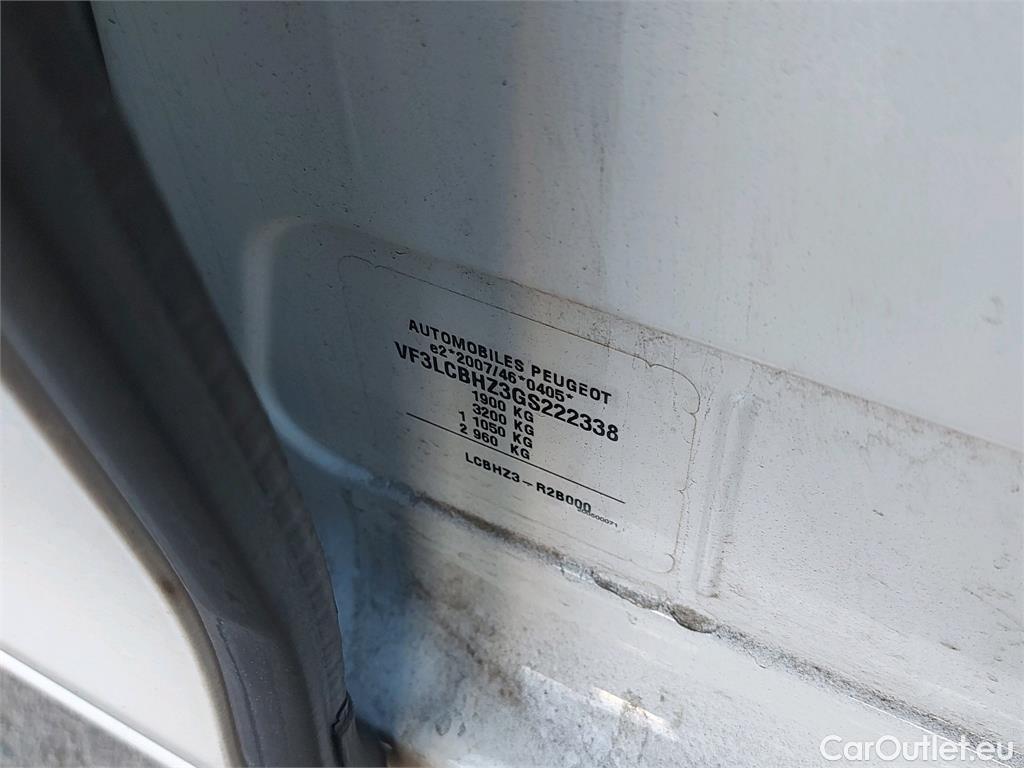 AUTOMOBILES PEUGEOT
e2*2007/46*0405*
VF3LCBHZ3GS222338
1900 KG
3200 KG
1 1050 KG
2 960 KG
LCBHZ3-R2B000
CarOutlet.eu